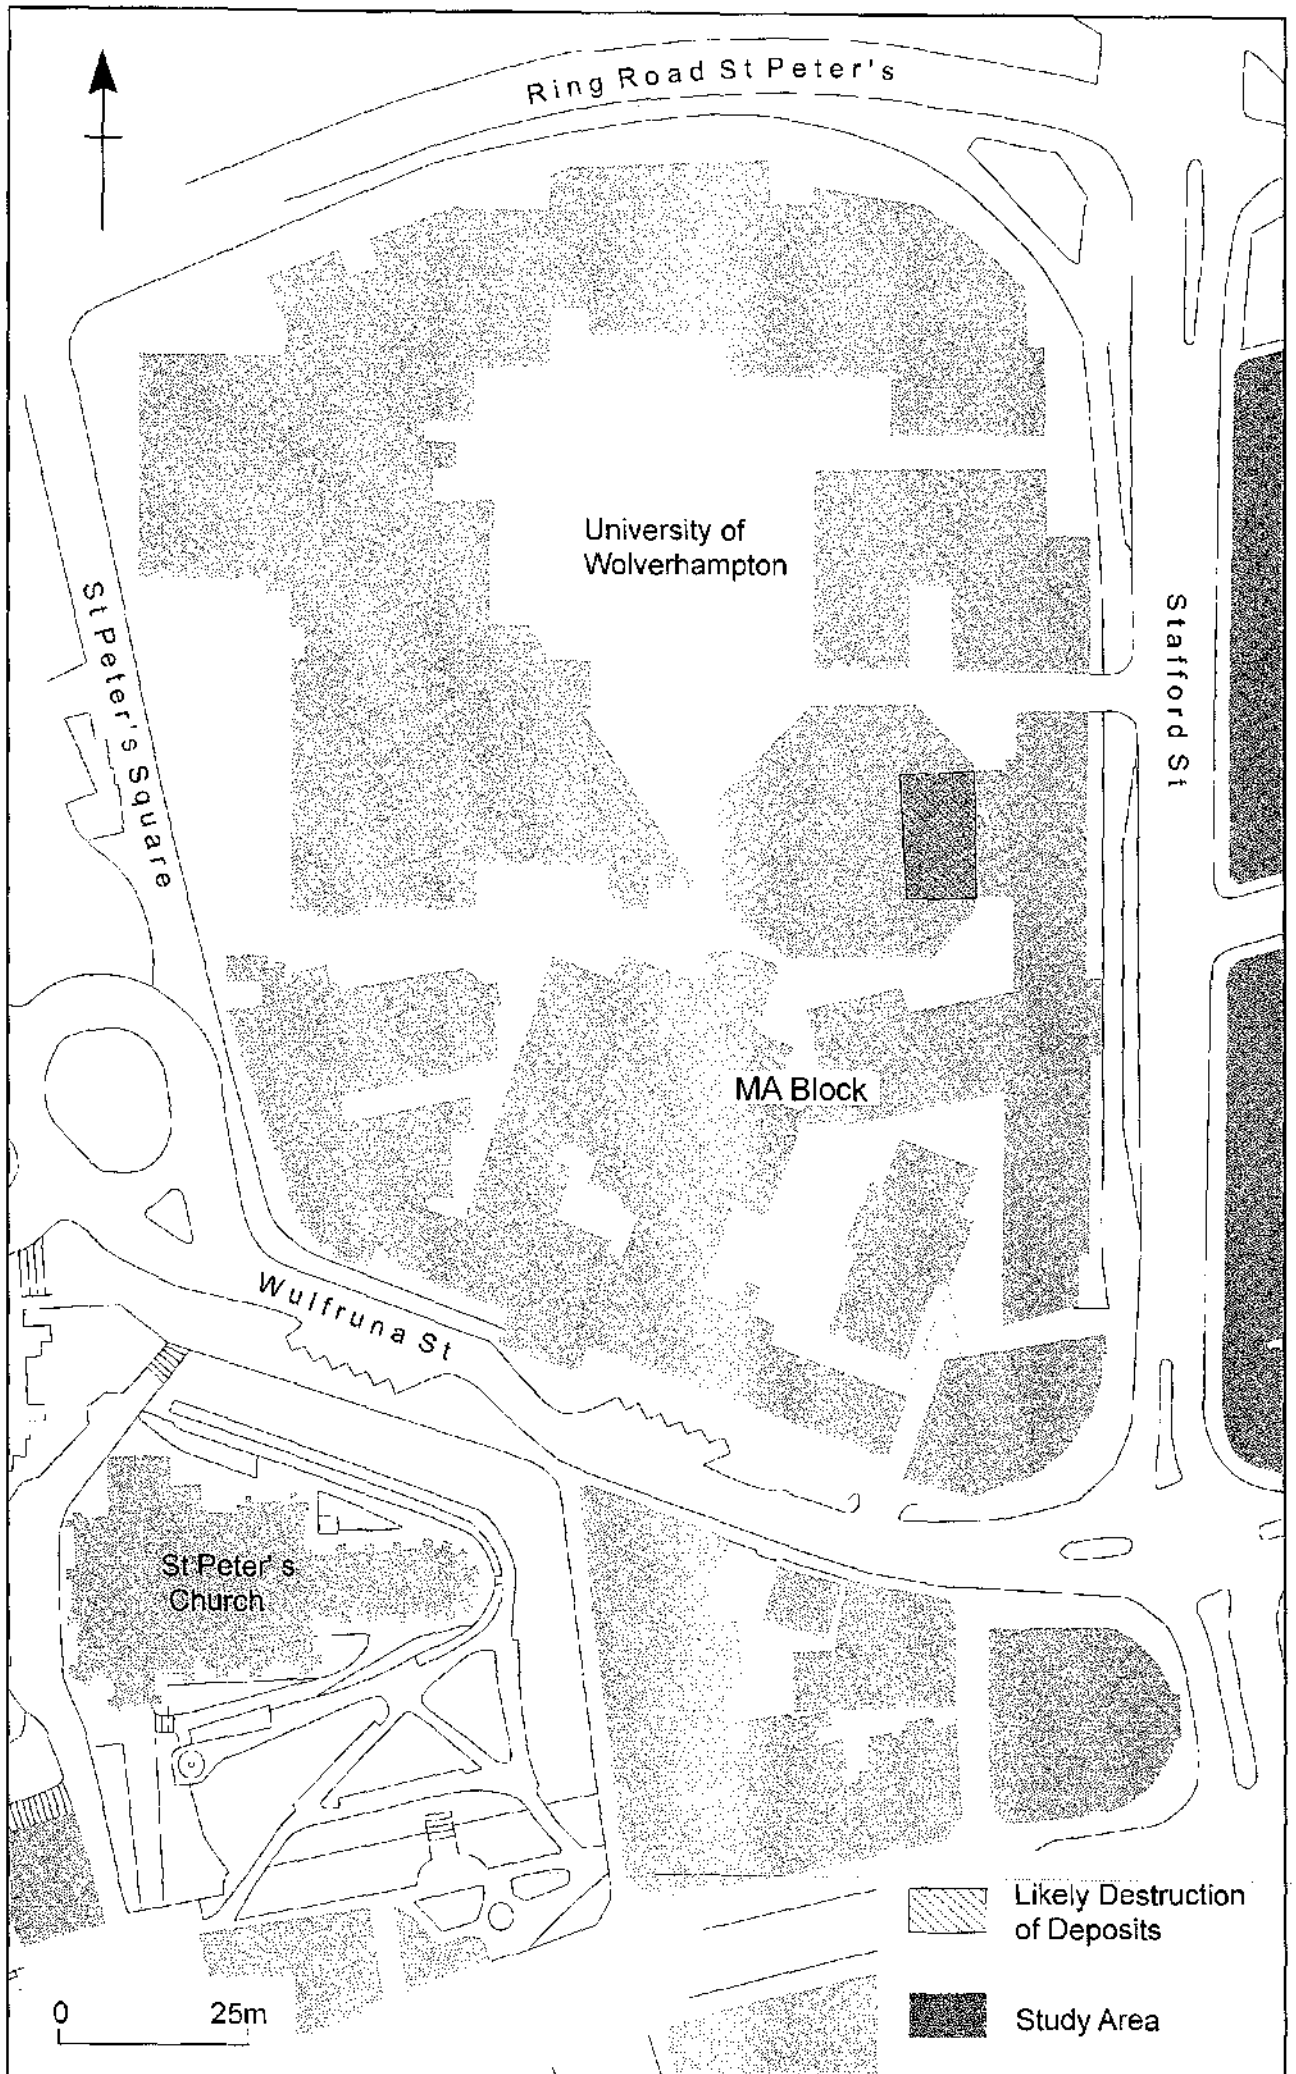 Ring Road St Peter's
University of
Wolverhampton
St Peter's Square
Stafford St
MA Block
Wulfruna St
St Peter's
Church
Likely Destruction
of Deposits
Study Area
0 25m